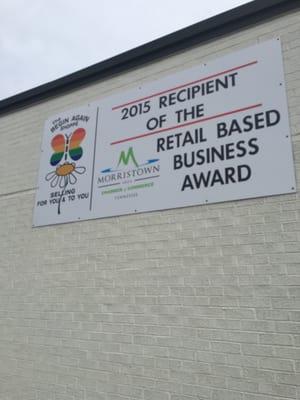 THE
BEGIN AGAIN
SHOPPE
SELLING
FOR YOU & TO YOU
2015 RECIPIENT
OF THE
RETAIL BASED
BUSINESS
AWARD
M
MORRISTOWN
AREA
CHAMBER of COMMERCE
TENNESSEE